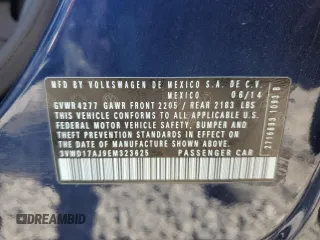 MFD BY VOLKSWAGEN DE MEXICO S.A. DE C.V.
MEXICO 06/14
GVWR 4277 GAWR FRONT 2205 / REAR 2183 LBS
THIS VEHICLE CONFORMS TO ALL APPLICABLE U.S.
FEDERAL MOTOR VEHICLE SAFETY, BUMPER AND
THEFT PREVENTION STANDARDS IN EFFECT ON THE
DATE OF MANUFACTURE SHOWN ABOVE.
3VWD17AJ9EM323625 PASSENGER CAR
DREAMBID